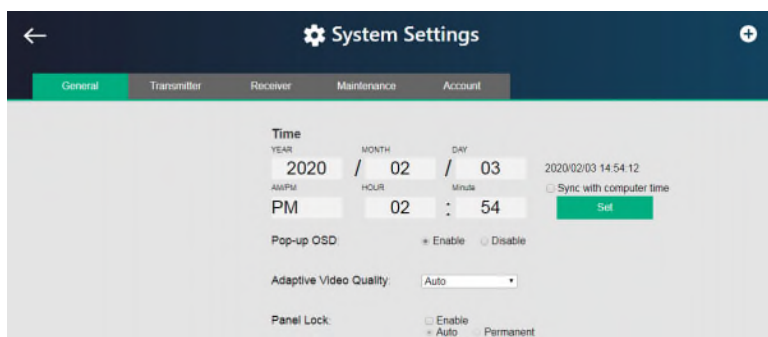 System Settings
General Transmitter Receiver Maintenance Account
Time
YEAR MONTH DAY
2020 / 02 / 03 2020/02/03 14:54:12
AM/PM HOUR Minute Sync with computer time
PM 02 : 54 Set
Pop-up OSD: Enable Disable
Adaptive Video Quality: Auto
Panel Lock: Enable
Auto Permanent